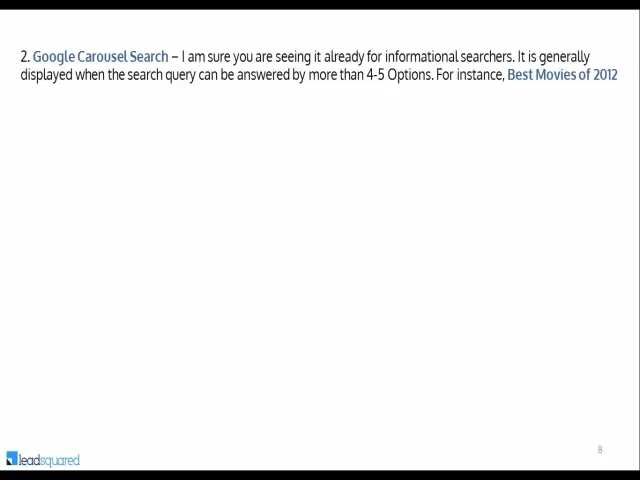 2. Google Carousel Search – I am sure you are seeing it already for informational searchers. It is generally
displayed when the search query can be answered by more than 4-5 Options. For instance, Best Movies of 2012
8
leadsquared